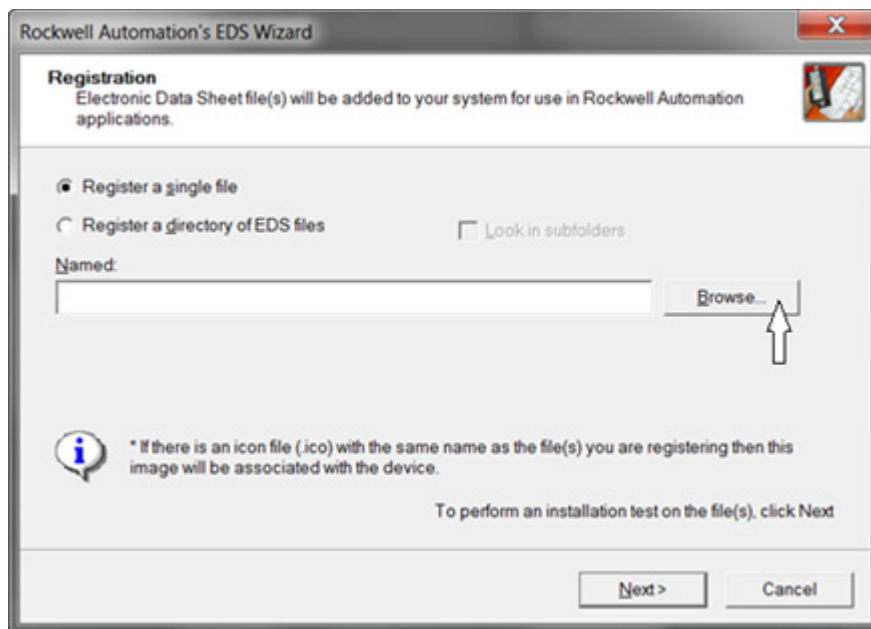 Rockwell Automation's EDS Wizard
Registration
Electronic Data Sheet file(s) will be added to your system for use in Rockwell Automation
applications.
Register a single file
Register a directory of EDS files
Look in subfolders
Named:
Browse...
* If there is an icon file (.ico) with the same name as the file(s) you are registering then this
image will be associated with the device.
To perform an installation test on the file(s), click Next
Next >
Cancel